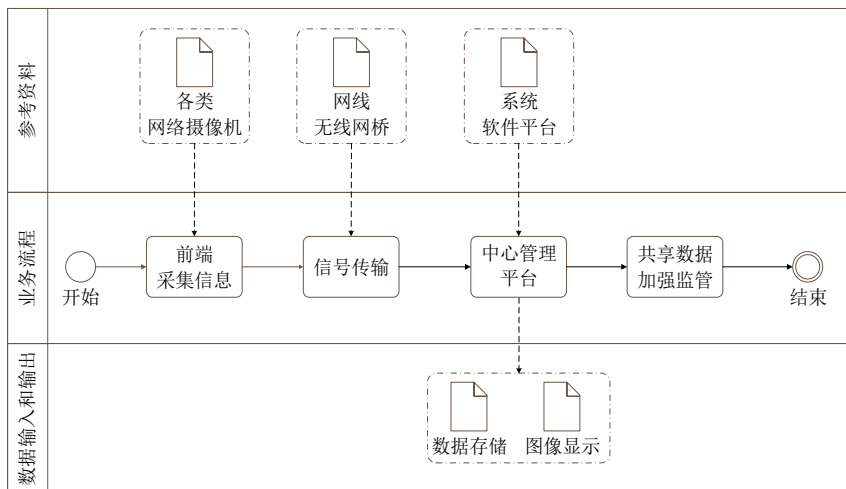 参考资料
各类
网络摄像机
网线
无线网桥
系统
软件平台
业务流程
开始
前端
采集信息
信号传输
中心管理
平台
共享数据
加强监管
结束
数据输入和输出
数据存储
图像显示